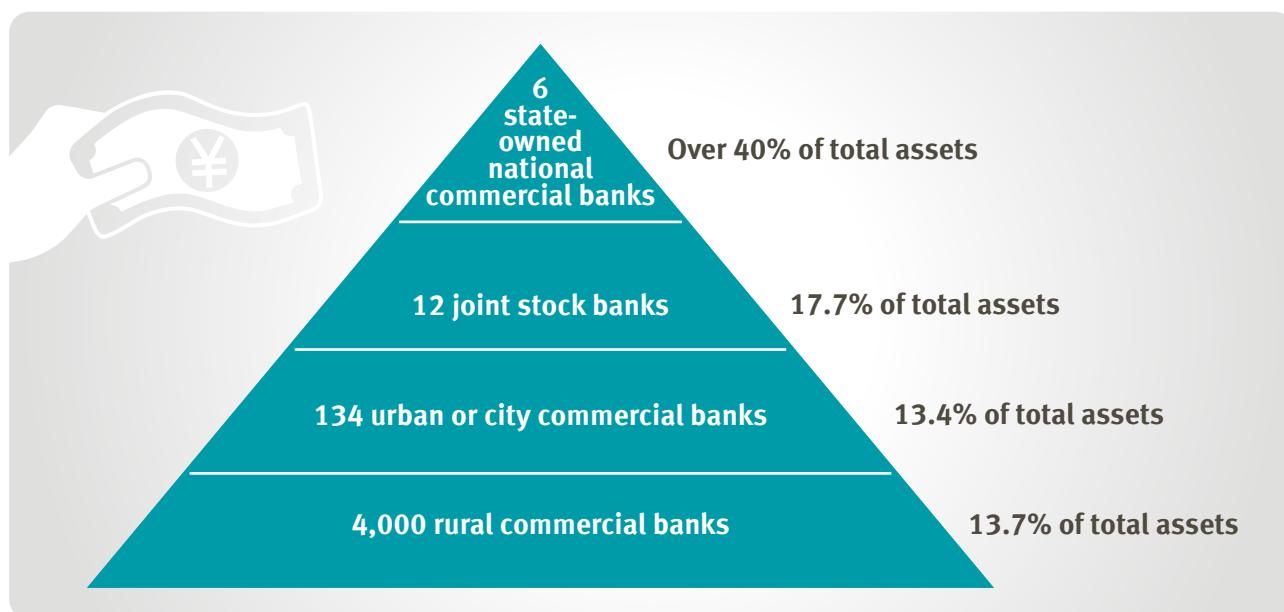 6
state-
owned
national
commercial banks
Over 40% of total assets
12 joint stock banks
17.7% of total assets
134 urban or city commercial banks
13.4% of total assets
4,000 rural commercial banks
13.7% of total assets
¥